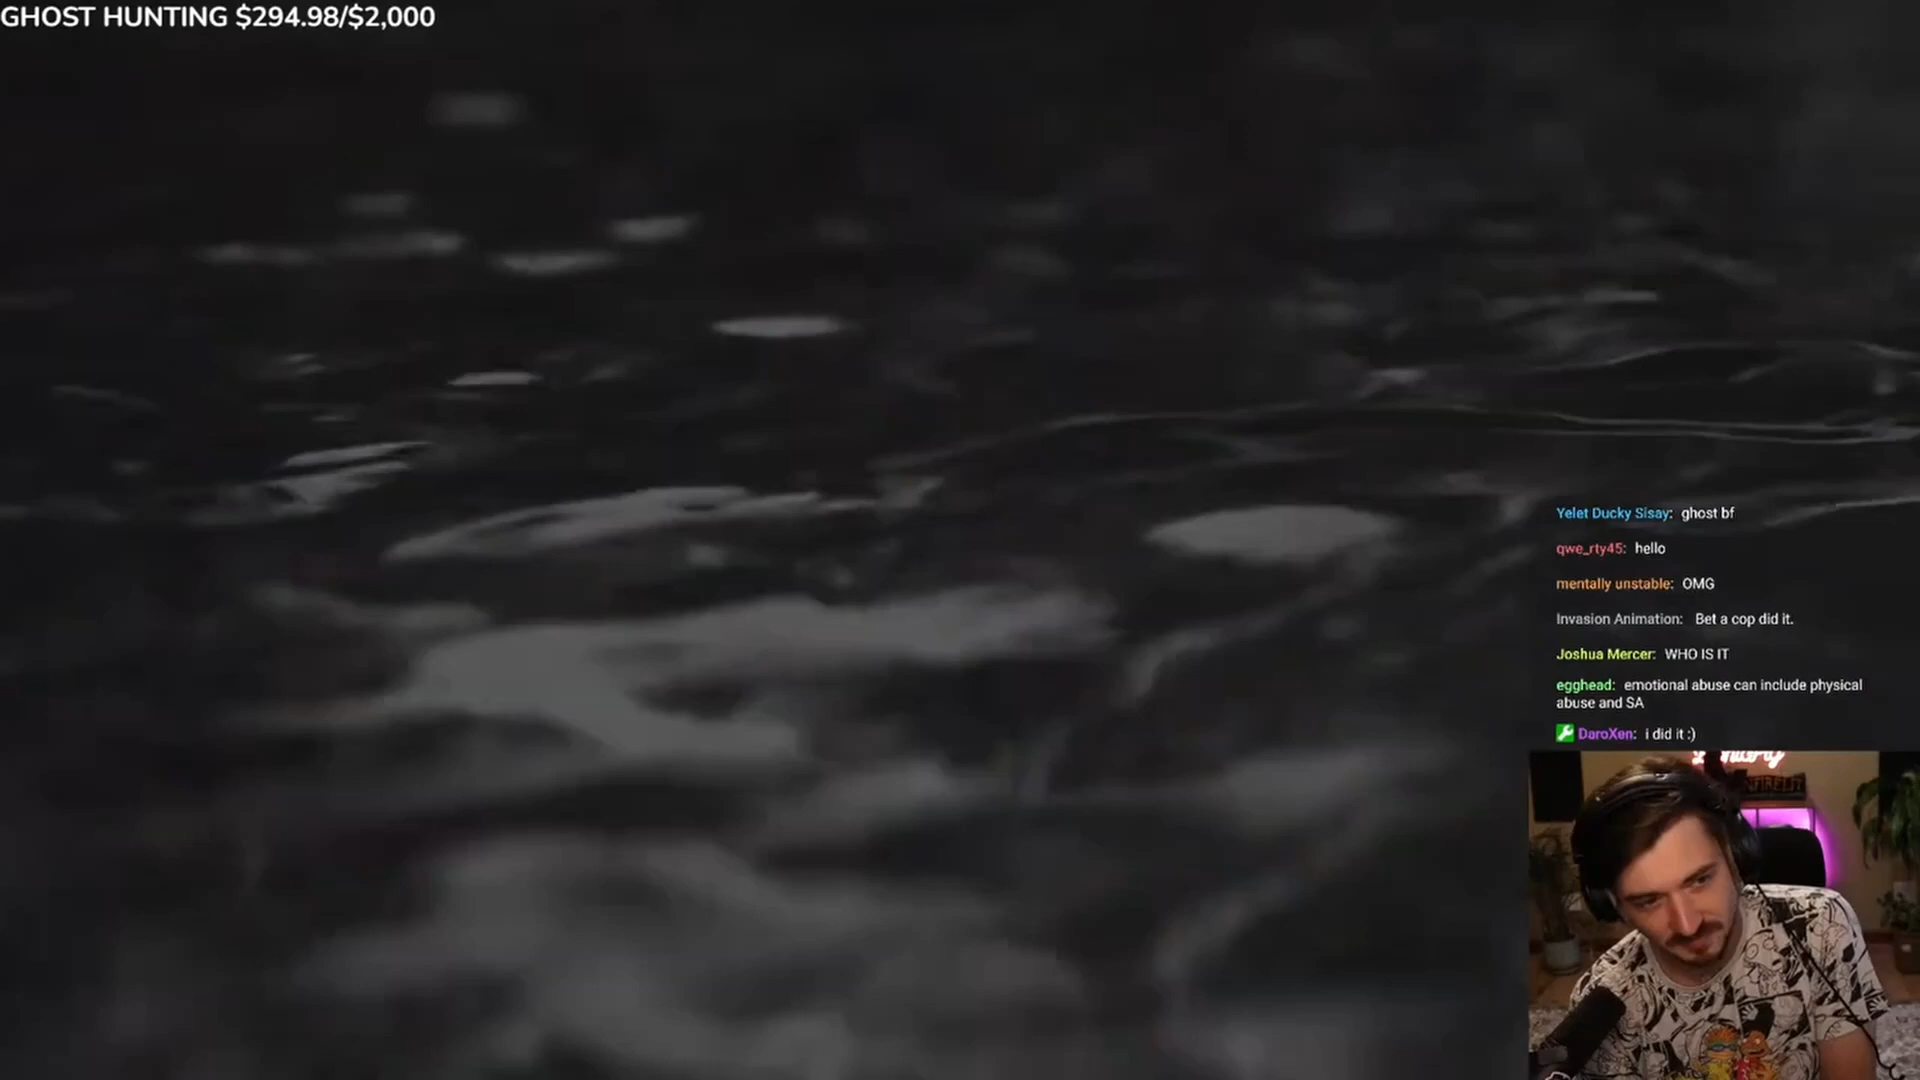 GHOST HUNTING $294.98/$2,000
Yelet Ducky Sisay: ghost bf
qwe_rty45: hello
mentally unstable: OMG
Invasion Animation: Bet a cop did it.
Joshua Mercer: WHO IS IT
egghead: emotional abuse can include physical
abuse and SA
DaroXen: i did it :)